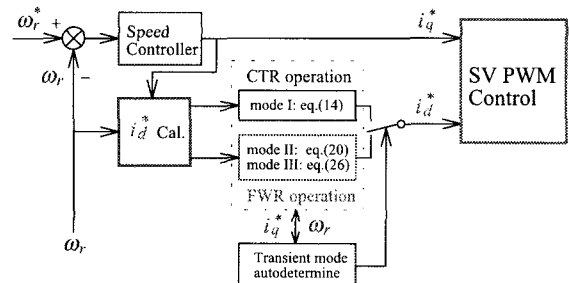 ω_r^* +
−
ω_r
Speed
Controller
i_q^*
SV PWM
Control
i_d^*
CTR operation
mode I: eq.(14)
i_d^* Cal.
mode II: eq.(20)
mode III: eq.(26)
FWR operation
i_q^* ω_r
ω_r
Transient mode
autodetermine